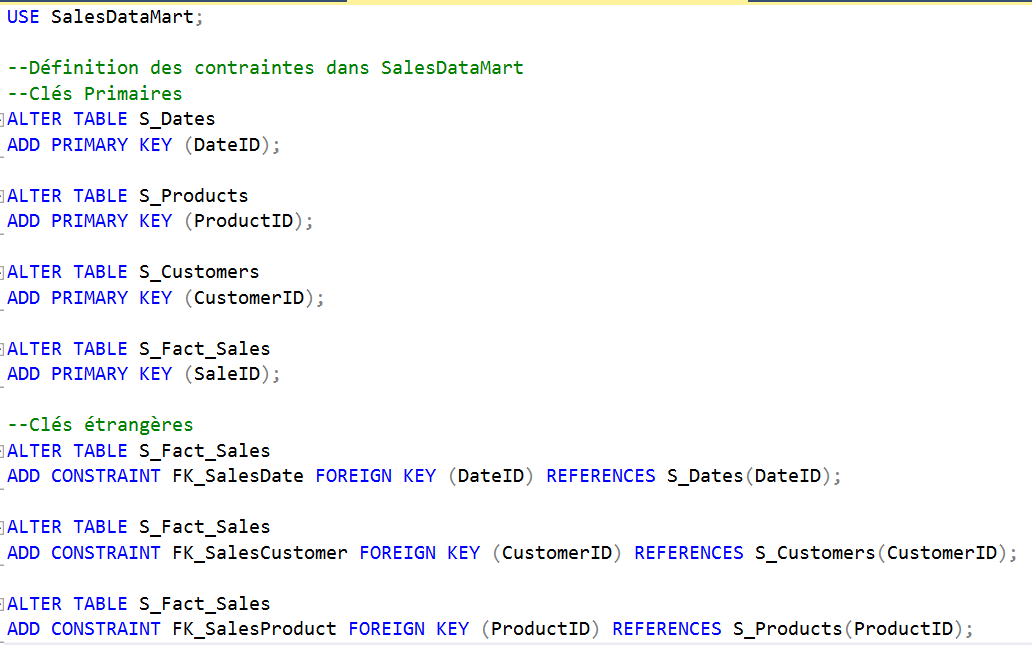 USE SalesDataMart;
--Définition des contraintes dans SalesDataMart
--Clés Primaires
ALTER TABLE S_Dates
ADD PRIMARY KEY (DateID);
ALTER TABLE S_Products
ADD PRIMARY KEY (ProductID);
ALTER TABLE S_Customers
ADD PRIMARY KEY (CustomerID);
ALTER TABLE S_Fact_Sales
ADD PRIMARY KEY (SaleID);
--Clés étrangères
ALTER TABLE S_Fact_Sales
ADD CONSTRAINT FK_SalesDate FOREIGN KEY (DateID) REFERENCES S_Dates(DateID);
ALTER TABLE S_Fact_Sales
ADD CONSTRAINT FK_SalesCustomer FOREIGN KEY (CustomerID) REFERENCES S_Customers(CustomerID);
ALTER TABLE S_Fact_Sales
ADD CONSTRAINT FK_SalesProduct FOREIGN KEY (ProductID) REFERENCES S_Products(ProductID);